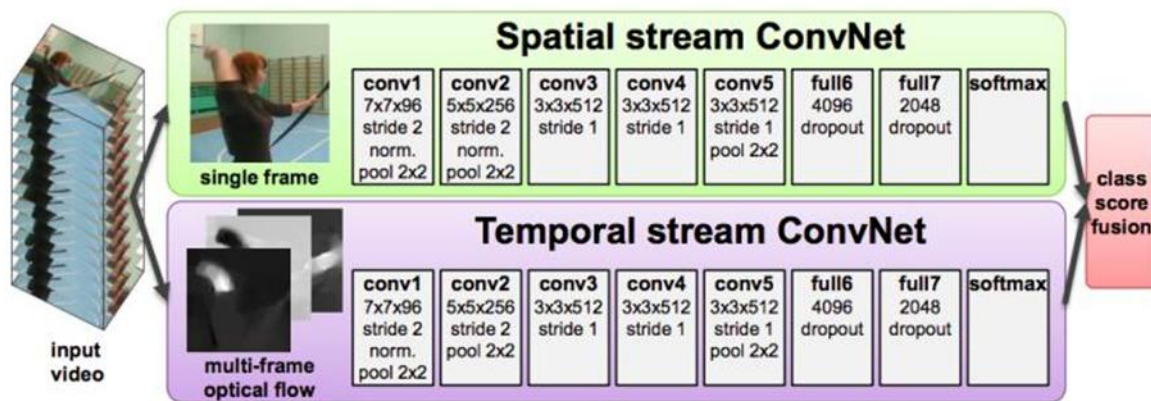 Spatial stream ConvNet
conv1
7x7x96
stride 2
norm.
pool 2x2
conv2
5x5x256
stride 2
norm.
pool 2x2
conv3
3x3x512
stride 1
conv4
3x3x512
stride 1
conv5
3x3x512
stride 1
pool 2x2
full6
4096
dropout
full7
2048
dropout
softmax
single frame
Temporal stream ConvNet
conv1
7x7x96
stride 2
norm.
pool 2x2
conv2
5x5x256
stride 2
pool 2x2
conv3
3x3x512
stride 1
conv4
3x3x512
stride 1
conv5
3x3x512
stride 1
pool 2x2
full6
4096
dropout
full7
2048
dropout
softmax
multi-frame
optical flow
input
video
class
score
fusion